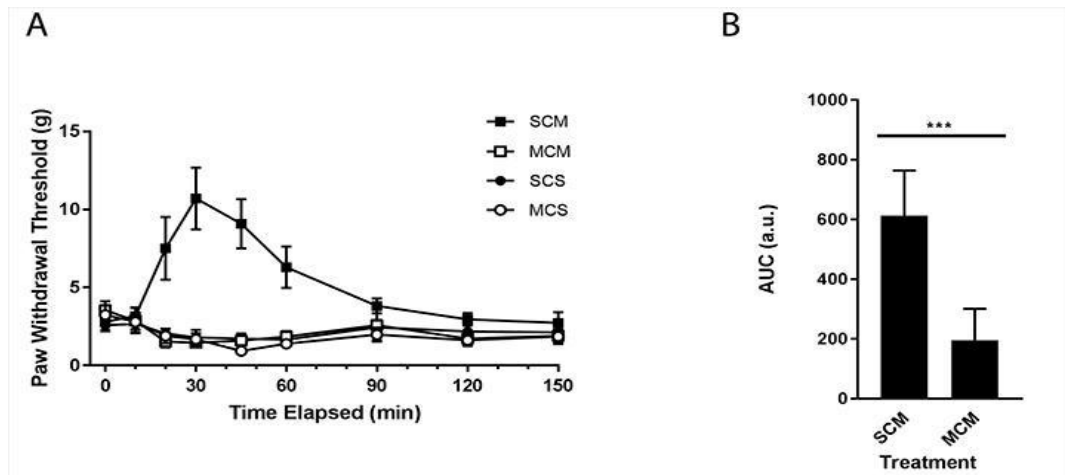 A
Paw Withdrawal Threshold (g)
15
10
5
0
0
30
60
90
120
150
Time Elapsed (min)
SCM
MCM
SCS
MCS
B
AUC (a.u.)
1000
800
600
400
200
0
***
SCM
MCM
Treatment